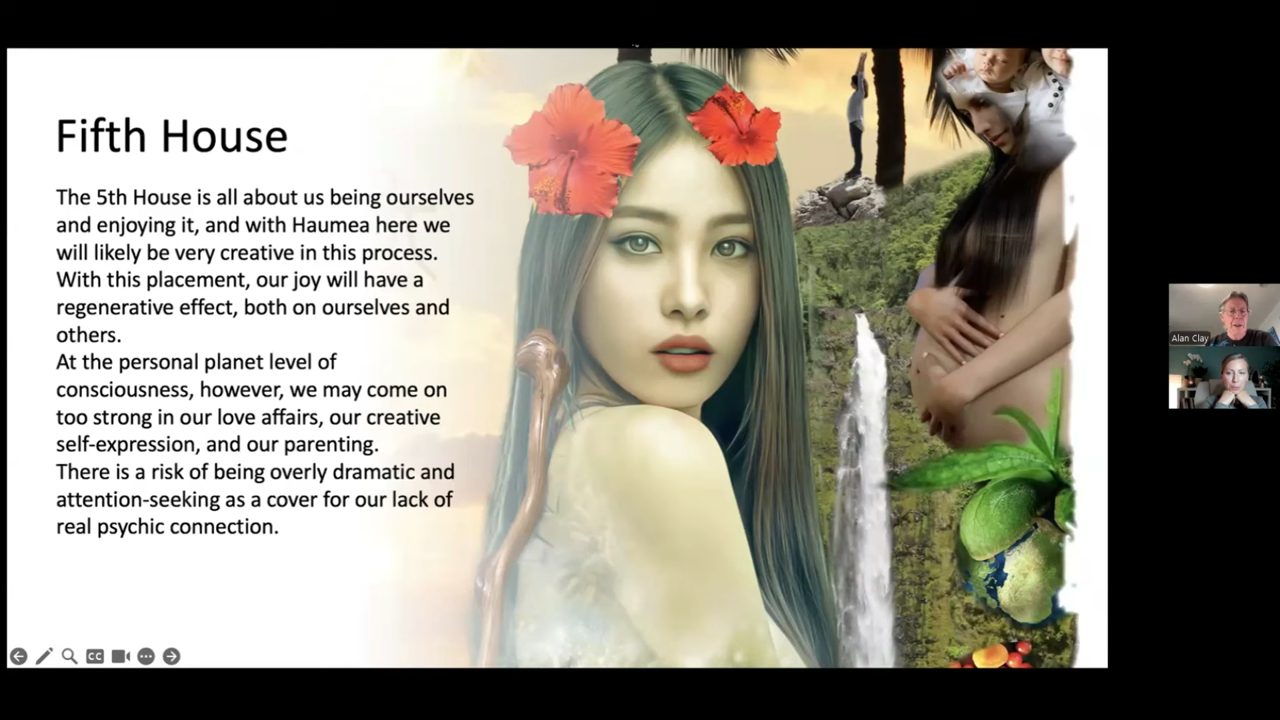 Fifth House
The 5th House is all about us being ourselves
and enjoying it, and with Haumea here we
will likely be very creative in this process.
With this placement, our joy will have a
regenerative effect, both on ourselves and
others.
At the personal planet level of
consciousness, however, we may come on
too strong in our love affairs, our creative
self-expression, and our parenting.
There is a risk of being overly dramatic and
attention-seeking as a cover for our lack of
real psychic connection.
CC
Alan Clay